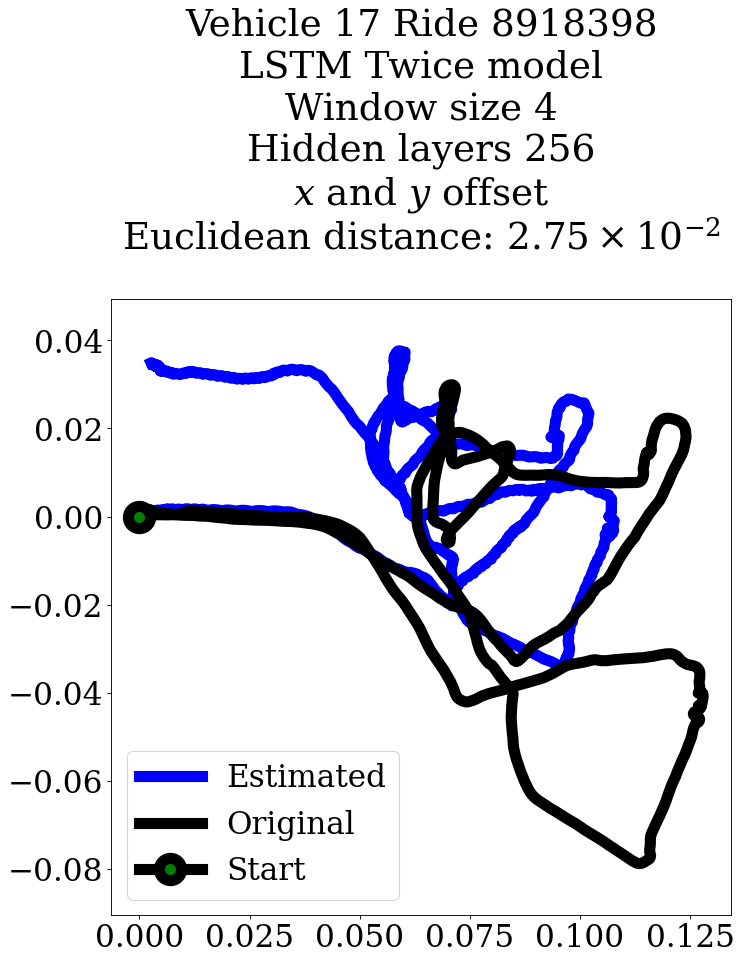 Vehicle 17 Ride 8918398
LSTM Twice model
Window size 4
Hidden layers 256
x and y offset
Euclidean distance: 2.75 × 10⁻²
0.04
0.02
0.00
−0.02
−0.04
−0.06
−0.08
Estimated
Original
Start
0.000 0.025 0.050 0.075 0.100 0.125